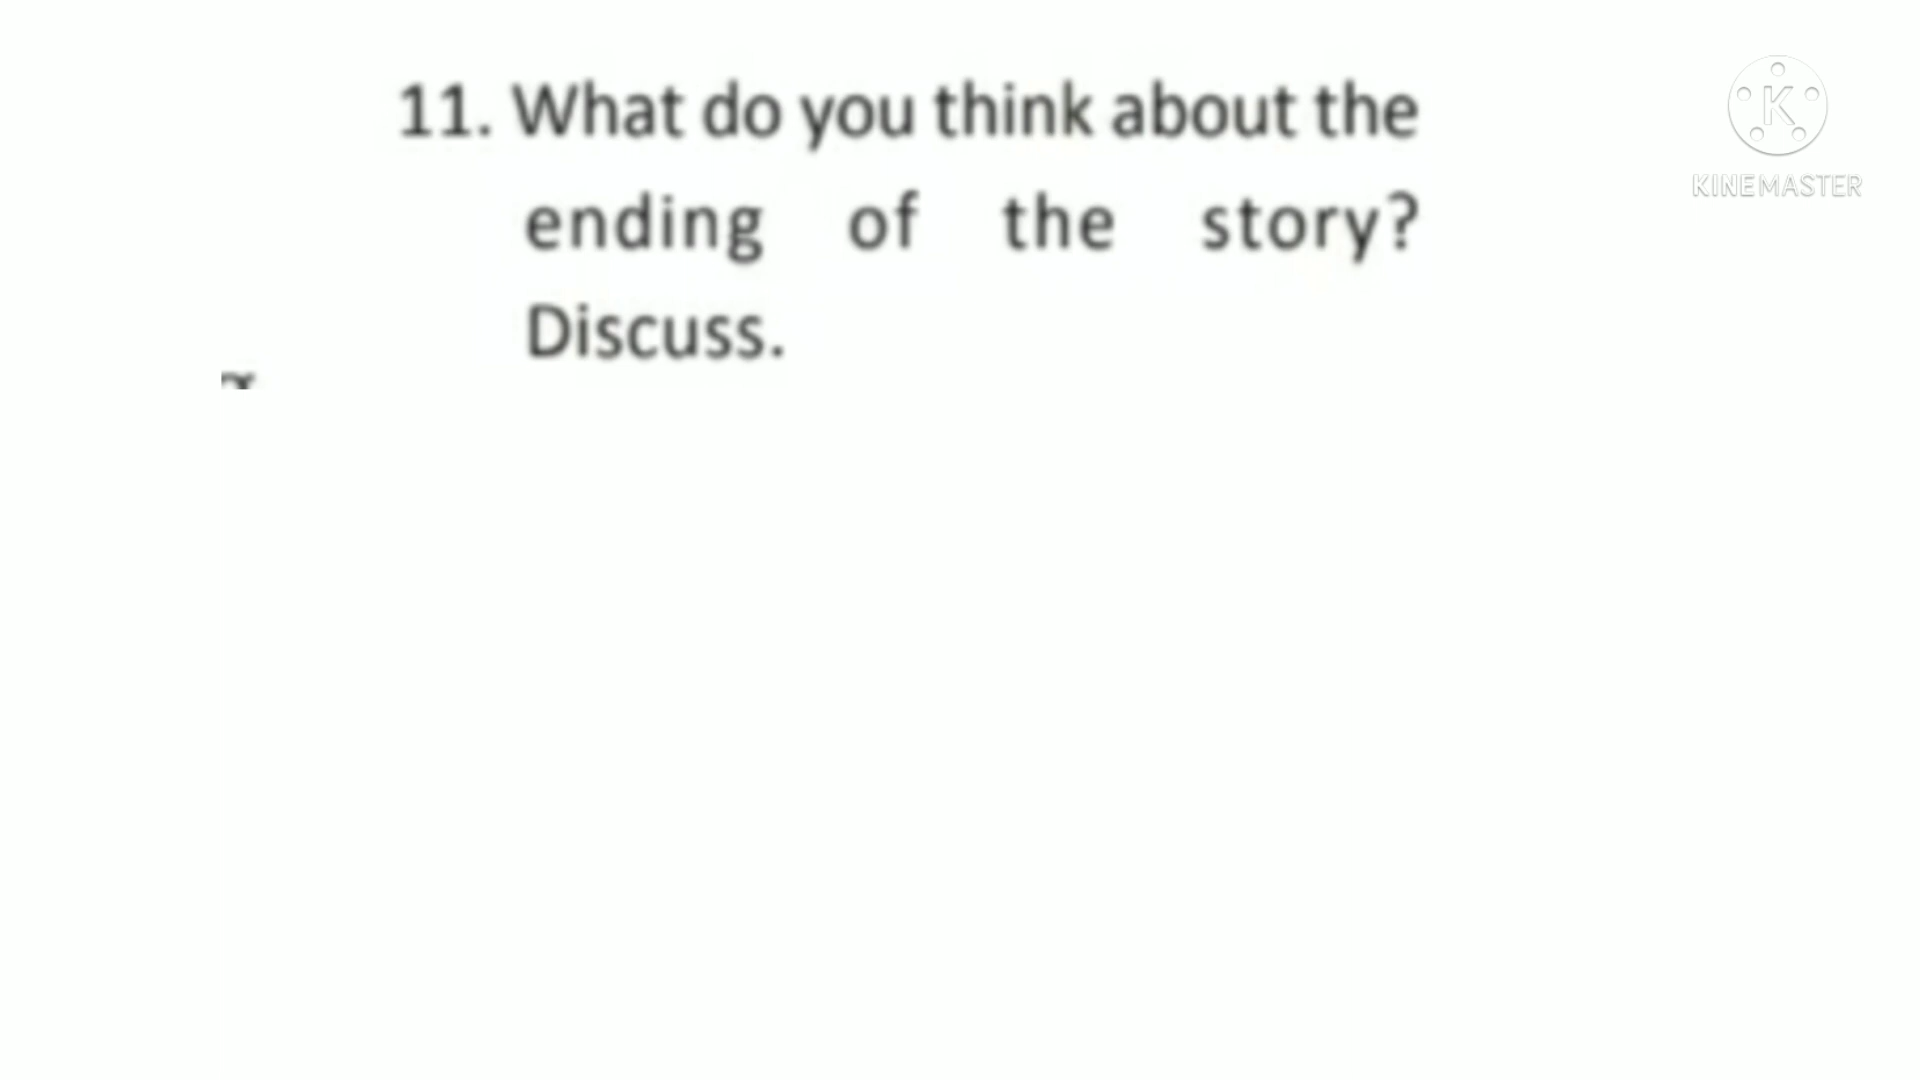 11. What do you think about the
ending of the story?
Discuss.
K
KINEMASTER